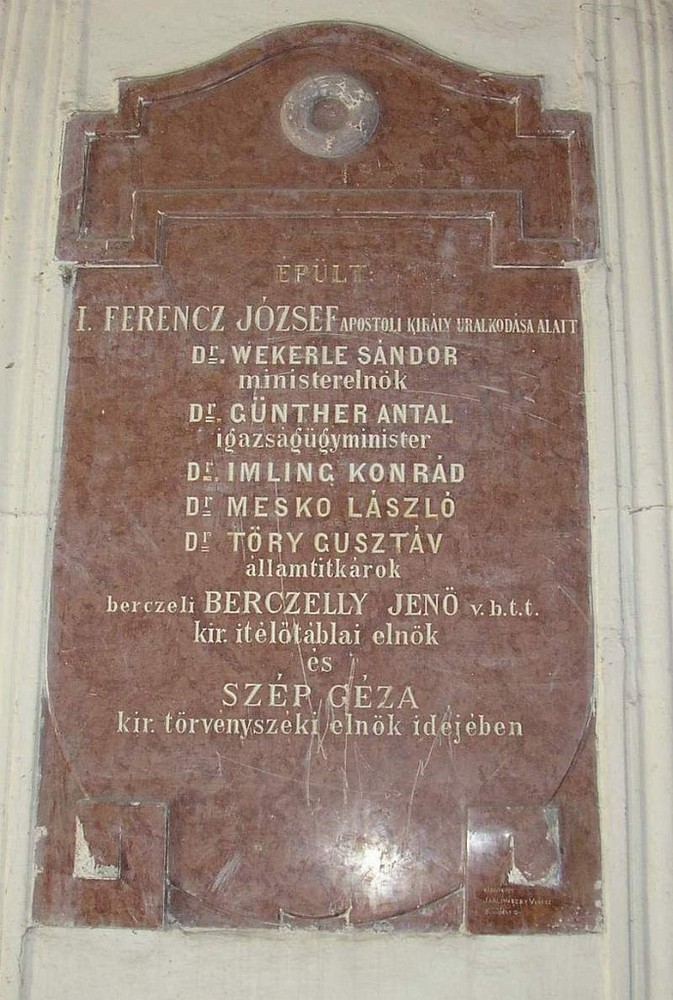 ÉPÜLT
I. FERENCZ JÓZSEF APOSTOLI KIRÁLY URALKODÁSA ALATT
Dr. WEKERLE SÁNDOR
ministerelnök
Dr. GÜNTHER ANTAL
igazságügyminister
Dr. IMLING KONRÁD
Dr MESKO LÁSZLÓ
Dr TÖRY GUSZTÁV
államtitkárok
berczeli BERCZELLY JENÖ v.b.t.t.
kir. itélötáblai elnök
és
SZÉP GÉZA
kir. törvényszéki elnök idejében